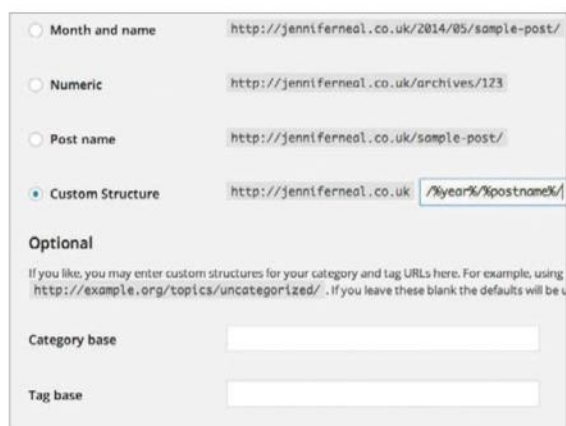 Month and name http://jenniferneal.co.uk/2014/05/sample-post/
Numeric http://jenniferneal.co.uk/archives/123
Post name http://jenniferneal.co.uk/sample-post/
Custom Structure http://jenniferneal.co.uk /%year%/%postname%/
Optional
If you like, you may enter custom structures for your category and tag URLs here. For example, using
http://example.org/topics/uncategorized/ . If you leave these blank the defaults will be u
Category base
Tag base